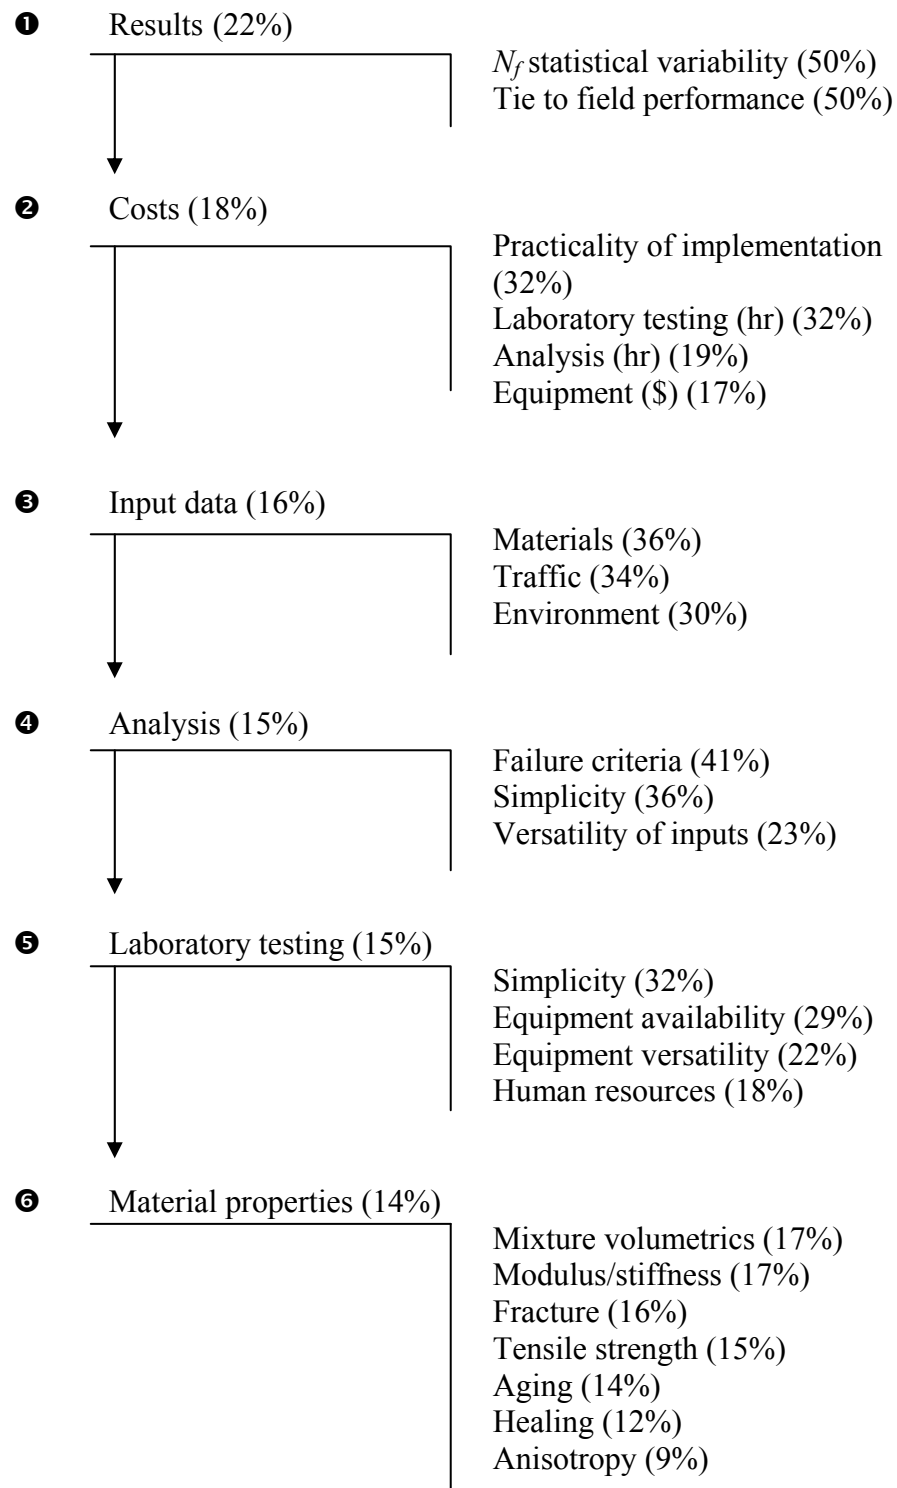 ❶ Results (22%)
N_f statistical variability (50%)
Tie to field performance (50%)
❷ Costs (18%)
Practicality of implementation
(32%)
Laboratory testing (hr) (32%)
Analysis (hr) (19%)
Equipment ($) (17%)
❸ Input data (16%)
Materials (36%)
Traffic (34%)
Environment (30%)
❹ Analysis (15%)
Failure criteria (41%)
Simplicity (36%)
Versatility of inputs (23%)
❺ Laboratory testing (15%)
Simplicity (32%)
Equipment availability (29%)
Equipment versatility (22%)
Human resources (18%)
❻ Material properties (14%)
Mixture volumetrics (17%)
Modulus/stiffness (17%)
Fracture (16%)
Tensile strength (15%)
Aging (14%)
Healing (12%)
Anisotropy (9%)